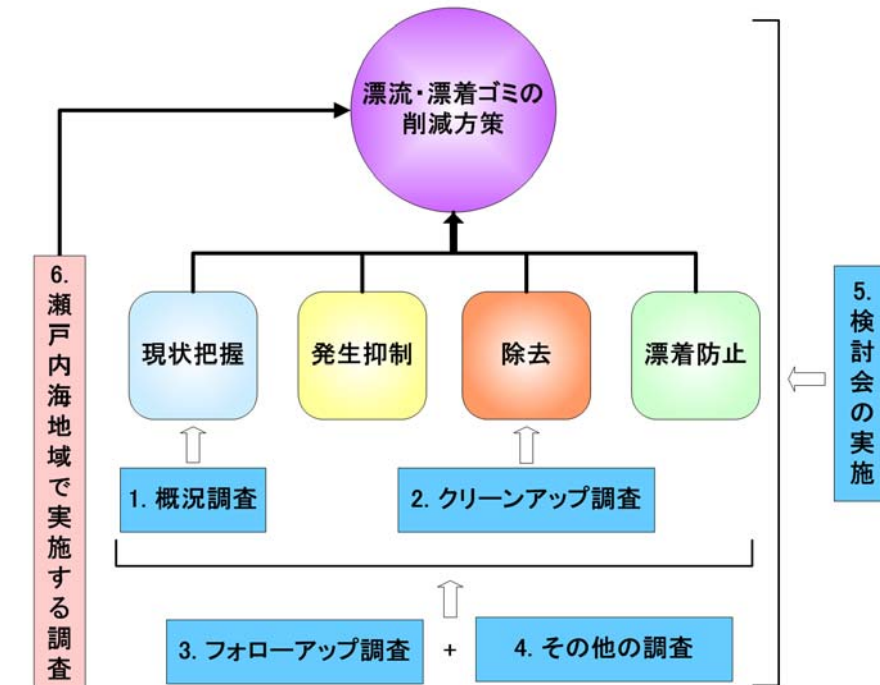 漂流・漂着ゴミの
削減方策
現状把握
発生抑制
除去
漂着防止
1. 概況調査
2. クリーンアップ調査
3. フォローアップ調査
+
4. その他の調査
5. 検討会の実施
6. 瀬戸内海地域で実施する調査